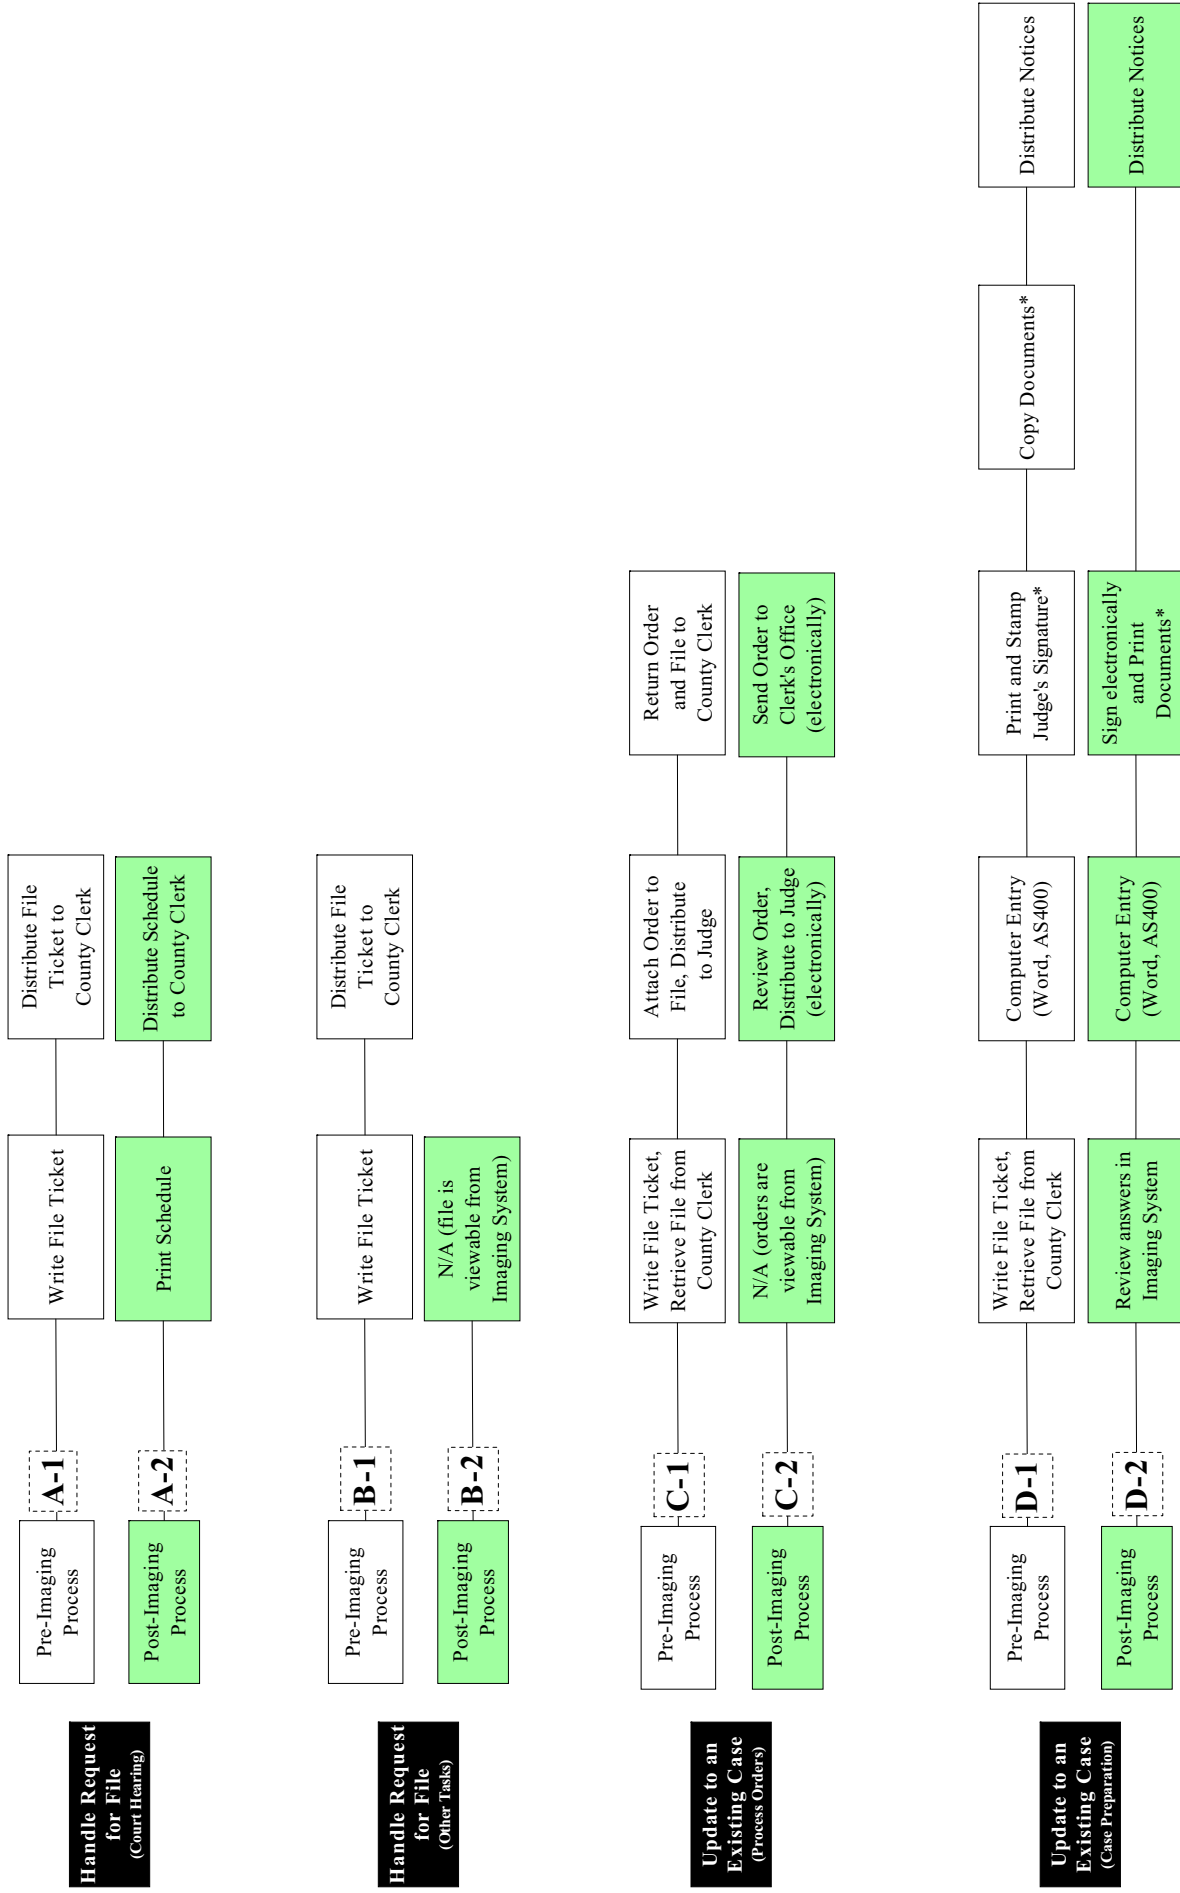 Handle Request
for File
(Court Hearing)
Pre-Imaging
Process
A-1
Write File Ticket
Distribute File
Ticket to
County Clerk
Post-Imaging
Process
A-2
Print Schedule
Distribute Schedule
to County Clerk
Handle Request
for File
(Other Tasks)
Pre-Imaging
Process
B-1
Write File Ticket
Distribute File
Ticket to
County Clerk
Post-Imaging
Process
B-2
N/A (file is
viewable from
Imaging System)
Update to an
Existing Case
(Process Orders)
Pre-Imaging
Process
C-1
Write File Ticket,
Retrieve File from
County Clerk
Attach Order to
File, Distribute
to Judge
Return Order
and File to
County Clerk
Post-Imaging
Process
C-2
N/A (orders are
viewable from
Imaging System)
Review Order,
Distribute to Judge
(electronically)
Send Order to
Clerk's Office
(electronically)
Update to an
Existing Case
(Case Preparation)
Pre-Imaging
Process
D-1
Write File Ticket,
Retrieve File from
County Clerk
Computer Entry
(Word, AS400)
Print and Stamp
Judge's Signature*
Copy Documents*
Distribute Notices
Post-Imaging
Process
D-2
Review answers in
Imaging System
Computer Entry
(Word, AS400)
Sign electronically
and Print
Documents*
Distribute Notices